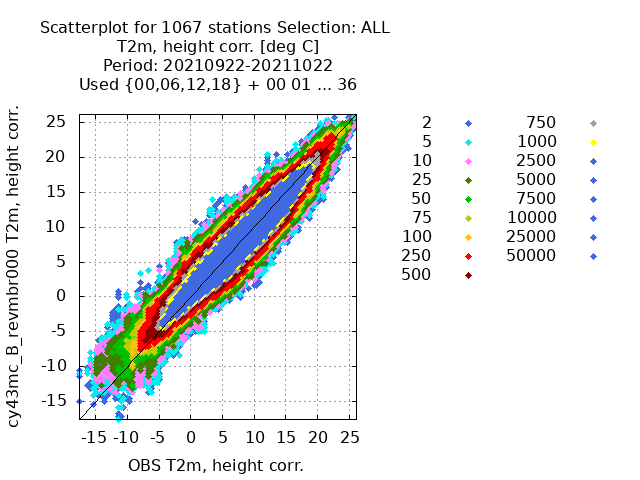 Scatterplot for 1067 stations Selection: ALL
T2m, height corr. [deg C]
Period: 20210922-20211022
Used {00,06,12,18} + 00 01 ... 36
cy43mc_B_revmbr000 T2m, height corr.
25
20
15
10
5
0
-5
-10
-15
-15 -10 -5 0 5 10 15 20 25
OBS T2m, height corr.
2 750
5 1000
10 2500
25 5000
50 7500
75 10000
100 25000
250 50000
500